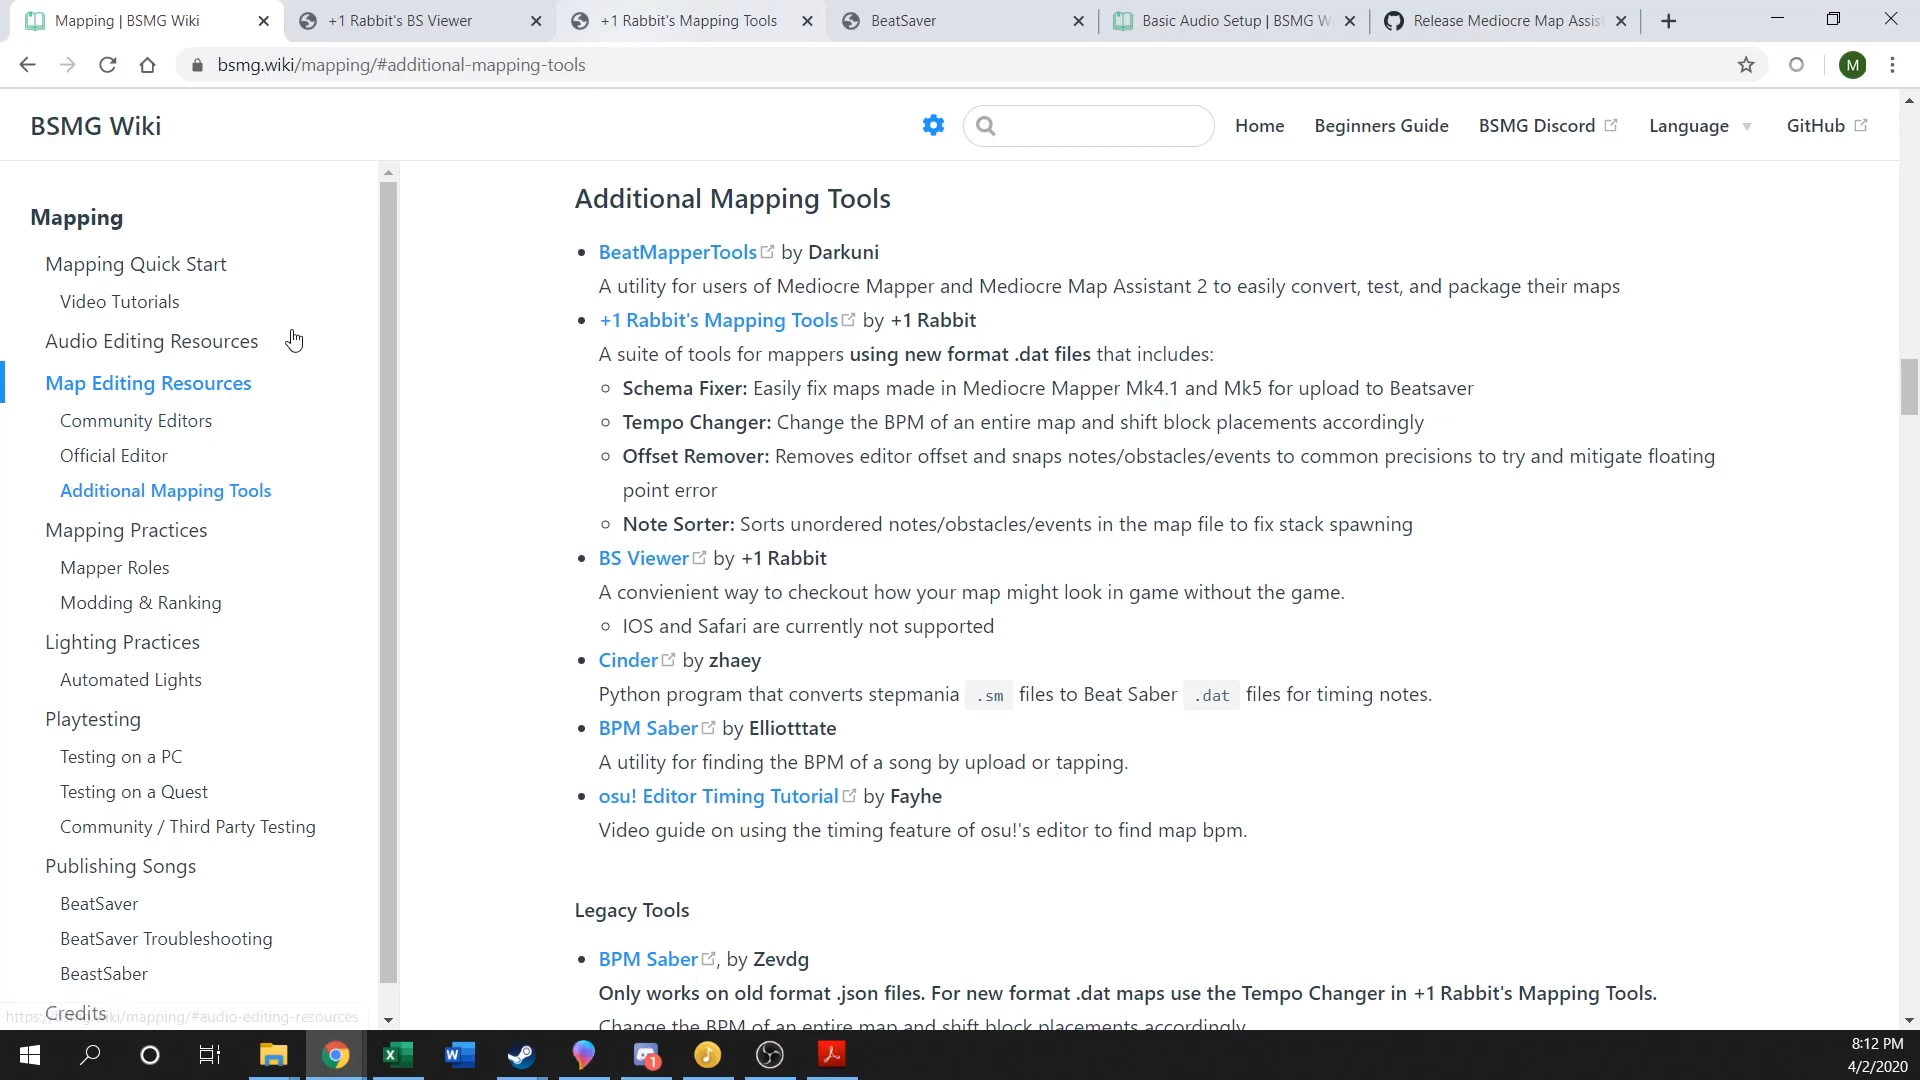 Mapping | BSMG Wiki
+1 Rabbit's BS Viewer
+1 Rabbit's Mapping Tools
BeatSaver
Basic Audio Setup | BSMG W
Release Mediocre Map Assis
bsmg.wiki/mapping/#additional-mapping-tools
M
BSMG Wiki
Home
Beginners Guide
BSMG Discord
Language
GitHub
Mapping
Mapping Quick Start
Video Tutorials
Audio Editing Resources
Map Editing Resources
Community Editors
Official Editor
Additional Mapping Tools
Mapping Practices
Mapper Roles
Modding & Ranking
Lighting Practices
Automated Lights
Playtesting
Testing on a PC
Testing on a Quest
Community / Third Party Testing
Publishing Songs
BeatSaver
BeatSaver Troubleshooting
BeastSaber
Credits
Additional Mapping Tools
BeatMapperTools by Darkuni
A utility for users of Mediocre Mapper and Mediocre Map Assistant 2 to easily convert, test, and package their maps
+1 Rabbit's Mapping Tools by +1 Rabbit
A suite of tools for mappers using new format .dat files that includes:
Schema Fixer: Easily fix maps made in Mediocre Mapper Mk4.1 and Mk5 for upload to Beatsaver
Tempo Changer: Change the BPM of an entire map and shift block placements accordingly
Offset Remover: Removes editor offset and snaps notes/obstacles/events to common precisions to try and mitigate floating
point error
Note Sorter: Sorts unordered notes/obstacles/events in the map file to fix stack spawning
BS Viewer by +1 Rabbit
A convienient way to checkout how your map might look in game without the game.
IOS and Safari are currently not supported
Cinder by zhaey
Python program that converts stepmania .sm files to Beat Saber .dat files for timing notes.
BPM Saber by Elliotttate
A utility for finding the BPM of a song by upload or tapping.
osu! Editor Timing Tutorial by Fayhe
Video guide on using the timing feature of osu!'s editor to find map bpm.
Legacy Tools
BPM Saber, by Zevdg
Only works on old format .json files. For new format .dat maps use the Tempo Changer in +1 Rabbit's Mapping Tools.
Change the BPM of an entire map and shift block placements accordingly
1
8:12 PM
4/2/2020